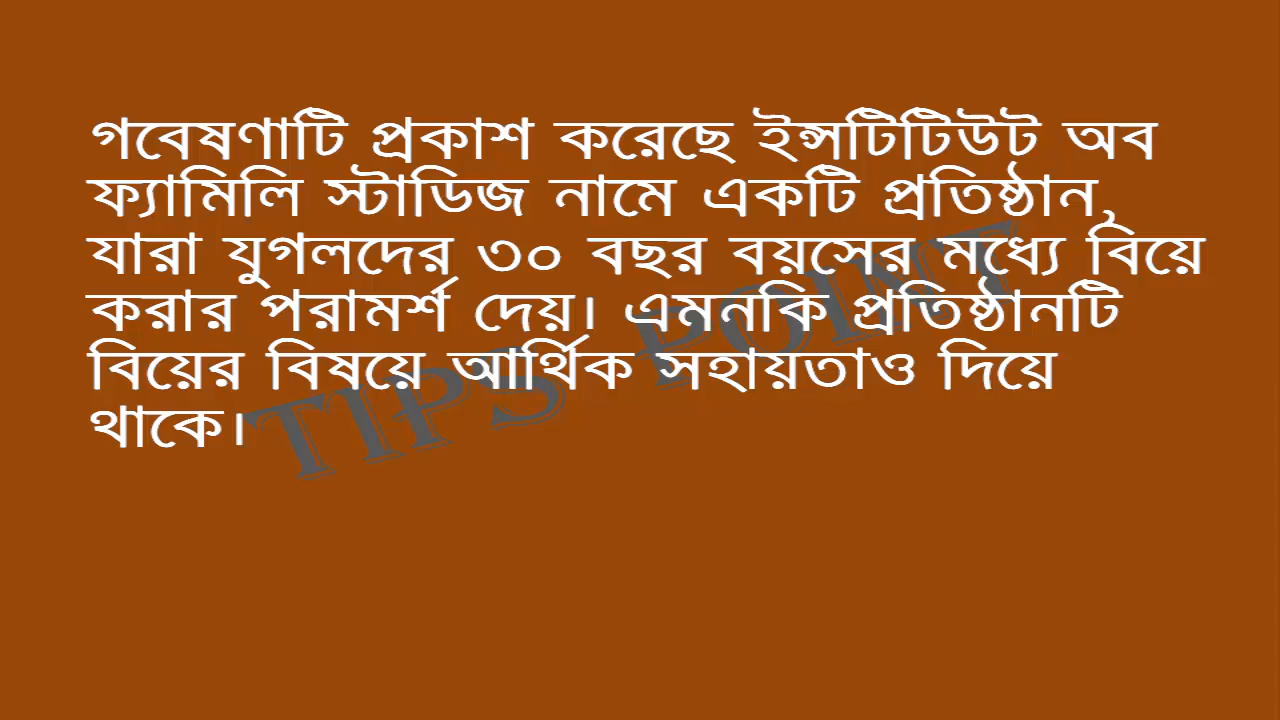 গবেষণাটি প্রকাশ করেছে ইন্সটিটিউট অব
ফ্যামিলি স্টাডিজ নামে একটি প্রতিষ্ঠান,
যারা যুগলদের ৩০ বছর বয়সের মধ্যে বিয়ে
করার পরামর্শ দেয়। এমনকি প্রতিষ্ঠানটি
বিয়ের বিষয়ে আর্থিক সহায়তাও দিয়ে
থাকে।
TIPS POINT